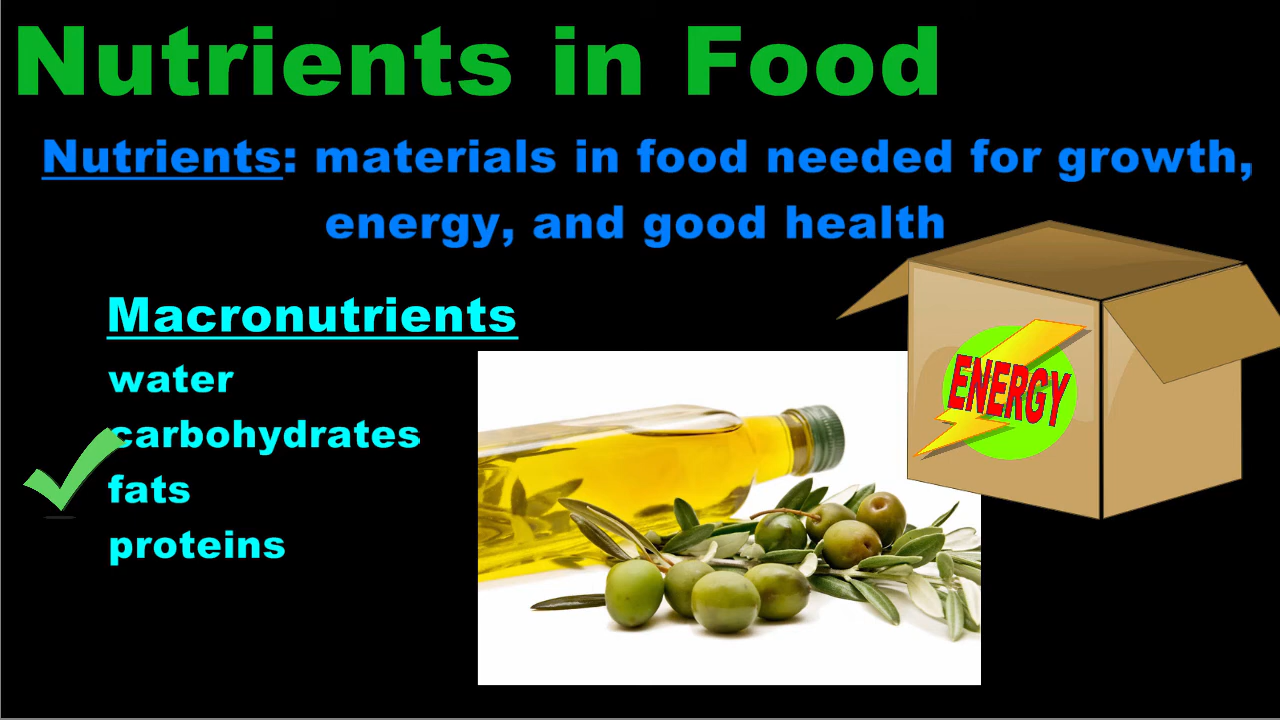 Nutrients in Food
Nutrients: materials in food needed for growth,
energy, and good health
Macronutrients
water
carbohydrates
fats
proteins
ENERGY